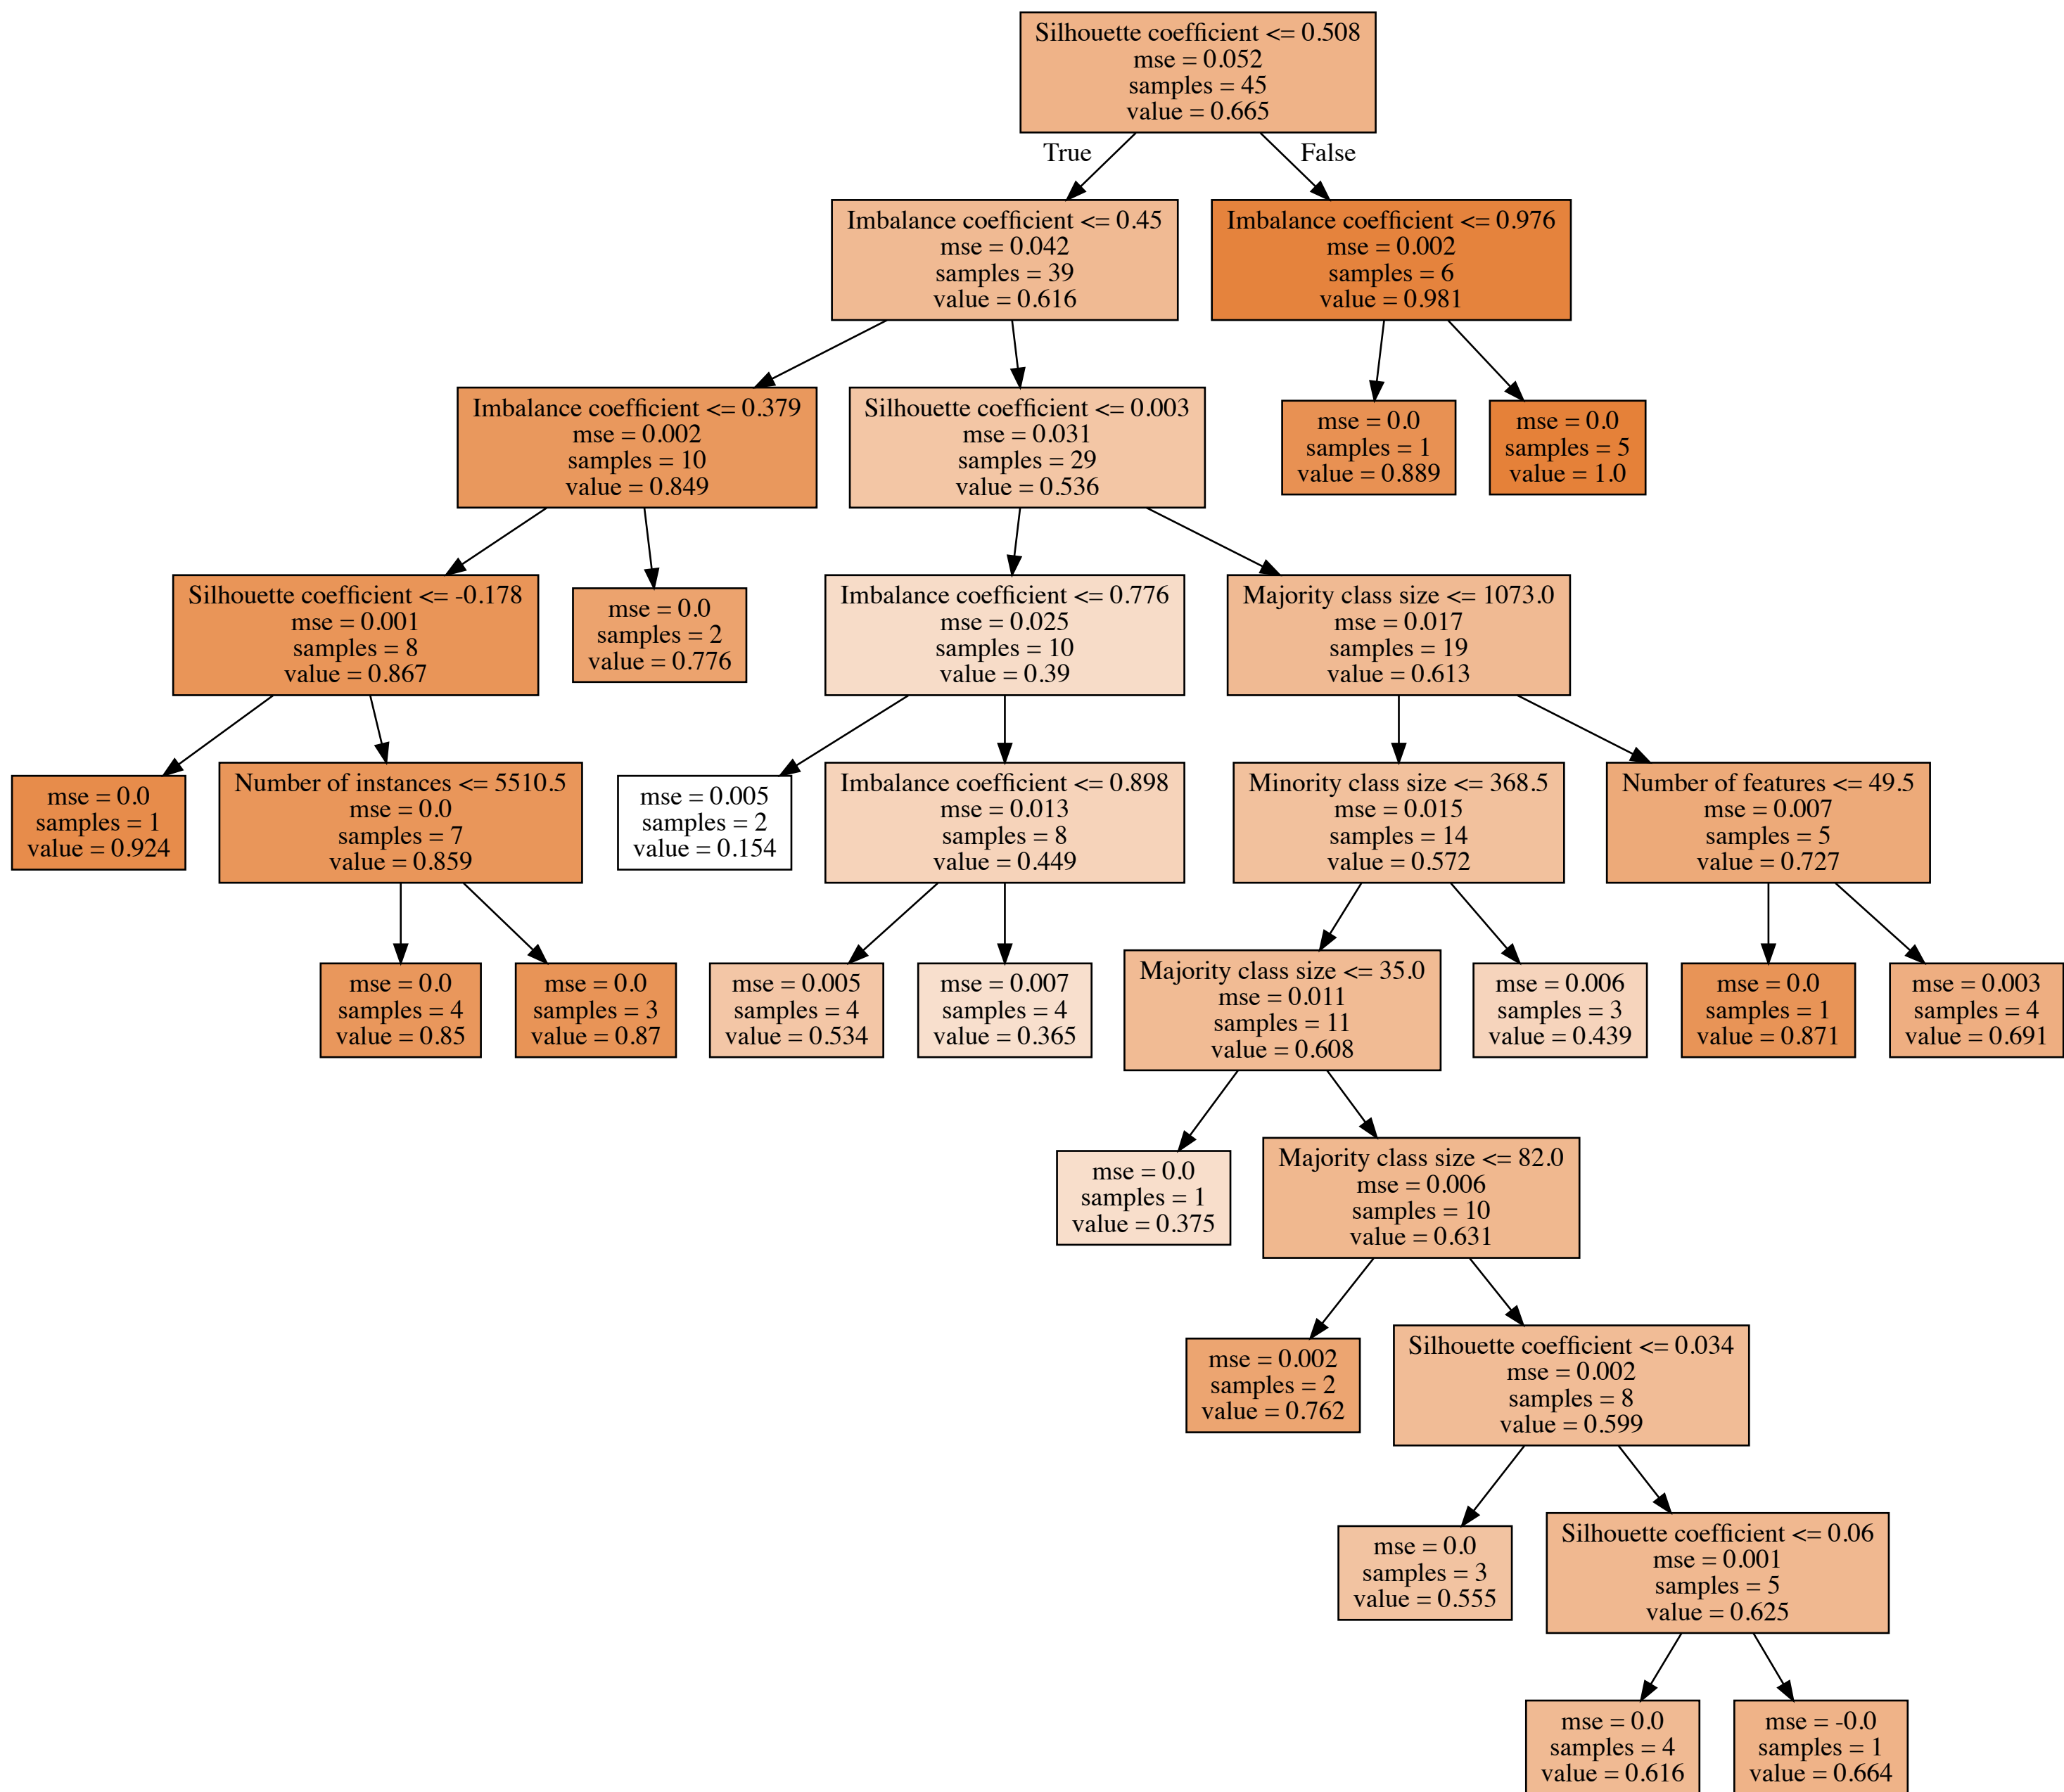 Silhouette coefficient <= 0.508
mse = 0.052
samples = 45
value = 0.665
True
False
Imbalance coefficient <= 0.45
mse = 0.042
samples = 39
value = 0.616
Imbalance coefficient <= 0.976
mse = 0.002
samples = 6
value = 0.981
Imbalance coefficient <= 0.379
mse = 0.002
samples = 10
value = 0.849
Silhouette coefficient <= 0.003
mse = 0.031
samples = 29
value = 0.536
mse = 0.0
samples = 1
value = 0.889
mse = 0.0
samples = 5
value = 1.0
Silhouette coefficient <= -0.178
mse = 0.001
samples = 8
value = 0.867
mse = 0.0
samples = 2
value = 0.776
Imbalance coefficient <= 0.776
mse = 0.025
samples = 10
value = 0.39
Majority class size <= 1073.0
mse = 0.017
samples = 19
value = 0.613
mse = 0.0
samples = 1
value = 0.924
Number of instances <= 5510.5
mse = 0.0
samples = 7
value = 0.859
mse = 0.005
samples = 2
value = 0.154
Imbalance coefficient <= 0.898
mse = 0.013
samples = 8
value = 0.449
Minority class size <= 368.5
mse = 0.015
samples = 14
value = 0.572
Number of features <= 49.5
mse = 0.007
samples = 5
value = 0.727
mse = 0.0
samples = 4
value = 0.85
mse = 0.0
samples = 3
value = 0.87
mse = 0.005
samples = 4
value = 0.534
mse = 0.007
samples = 4
value = 0.365
Majority class size <= 35.0
mse = 0.011
samples = 11
value = 0.608
mse = 0.006
samples = 3
value = 0.439
mse = 0.0
samples = 1
value = 0.871
mse = 0.003
samples = 4
value = 0.691
mse = 0.0
samples = 1
value = 0.375
Majority class size <= 82.0
mse = 0.006
samples = 10
value = 0.631
mse = 0.002
samples = 2
value = 0.762
Silhouette coefficient <= 0.034
mse = 0.002
samples = 8
value = 0.599
mse = 0.0
samples = 3
value = 0.555
Silhouette coefficient <= 0.06
mse = 0.001
samples = 5
value = 0.625
mse = 0.0
samples = 4
value = 0.616
mse = -0.0
samples = 1
value = 0.664